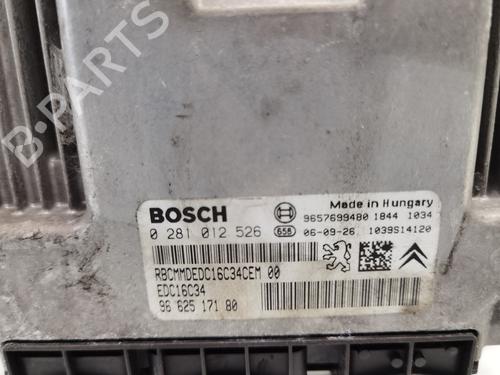 B-PARTS
BOSCH
Made in Hungary
9657699480 1844 1034
0 281 012 526 658 06-09-26 1039S14120
RBCMMDEDC16C34CEM 00
EDC16C34
96 625 171 80